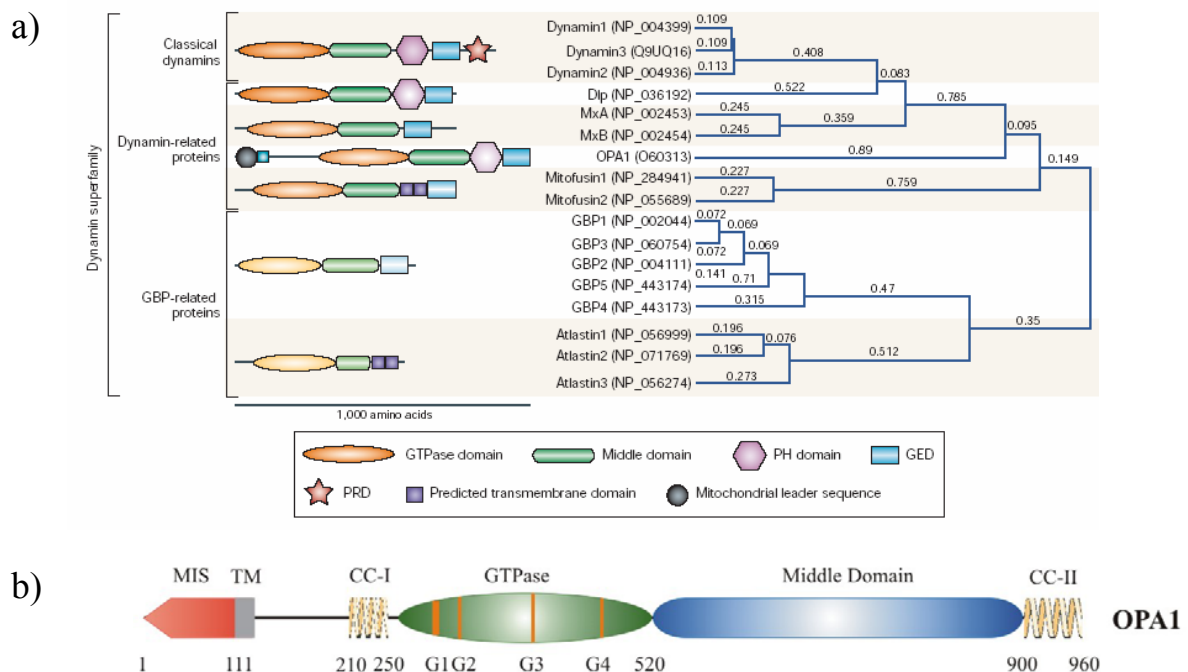 a)
Dynamin superfamily
Classical
dynamins
Dynamin-related
proteins
GBP-related
proteins
1,000 amino acids
Dynamin1 (NP_004399)
Dynamin3 (Q9UQ16)
Dynamin2 (NP_004936)
Dlp (NP_036192)
MxA (NP_002453)
MxB (NP_002454)
OPA1 (O60313)
Mitofusin1 (NP_284941)
Mitofusin2 (NP_055689)
GBP1 (NP_002044)
GBP3 (NP_060754)
GBP2 (NP_004111)
GBP5 (NP_443174)
GBP4 (NP_443173)
Atlastin1 (NP_056999)
Atlastin2 (NP_071769)
Atlastin3 (NP_056274)
0.109
0.109
0.113
0.408
0.083
0.522
0.785
0.245
0.245
0.359
0.095
0.89
0.149
0.227
0.227
0.759
0.072
0.069
0.072
0.069
0.141
0.71
0.315
0.47
0.35
0.196
0.076
0.196
0.512
0.273
GTPase domain
Middle domain
PH domain
GED
PRD
Predicted transmembrane domain
Mitochondrial leader sequence
b)
MIS TM CC-I GTPase Middle Domain CC-II
OPA1
1 111 210 250 G1 G2 G3 G4 520 900 960